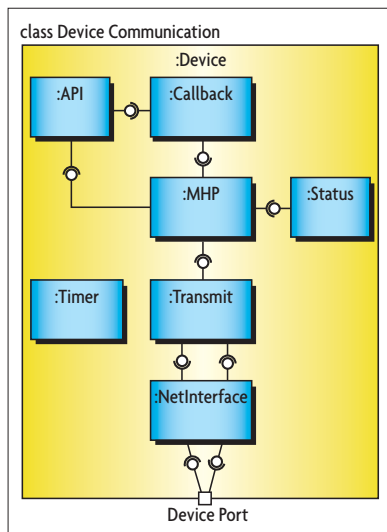 class Device Communication
:Device
:API
:Callback
:MHP
:Status
:Timer
:Transmit
:NetInterface
Device Port